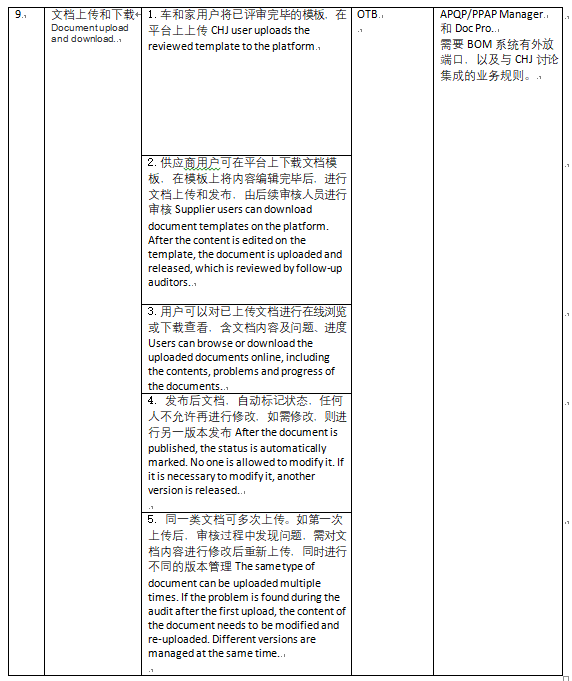 9.
文档上传和下载
Document upload
and download..
1. 车和家用户将已评审完毕的模板，在
平台上上传 CHJ user uploads the
reviewed template to the platform.
2. 供应商用户可在平台上下载文档模
板，在模板上将内容编辑完毕后，进行
文档上传和发布，由后续审核人员进行
审核 Supplier users can download
document templates on the platform.
After the content is edited on the
template, the document is uploaded and
released, which is reviewed by follow-up
auditors..
3. 用户可以对已上传文档进行在线浏览
或下载查看，含文档内容及问题、进度
Users can browse or download the
uploaded documents online, including
the contents, problems and progress of
the documents..
4. 发布后文档，自动标记状态，任何
人不允许再进行修改，如需修改，则进
行另一版本发布 After the document is
published, the status is automatically
marked. No one is allowed to modify it. If
it is necessary to modify it, another
version is released..
5. 同一类文档可多次上传。如第一次
上传后，审核过程中发现问题，需对文
档内容进行修改后重新上传，同时进行
不同的版本管理 The same type of
document can be uploaded multiple
times. If the problem is found during the
audit after the first upload, the content of
the document needs to be modified and
re-uploaded. Different versions are
managed at the same time..
OTB.
APQP/PPAP Manager
和 Doc Pro..
需要 BOM 系统有外放
端口，以及与 CHJ 讨论
集成的业务规则。